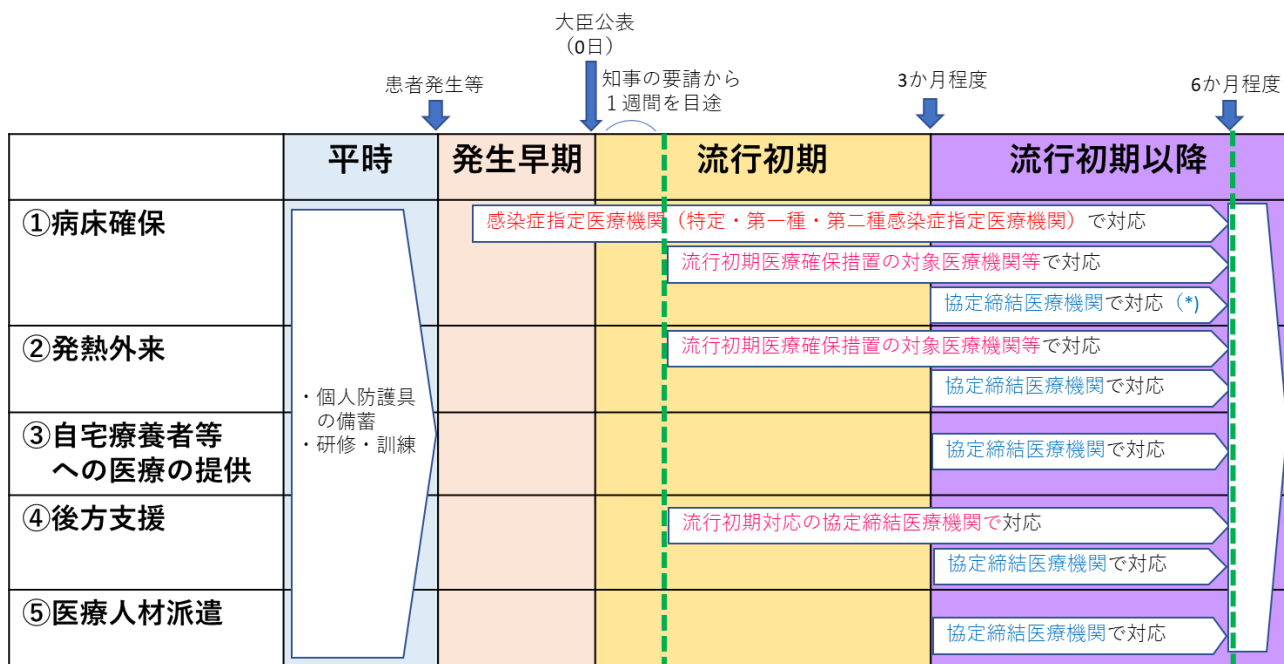 大臣公表
（0日）
患者発生等
知事の要請から
１週間を目途
3か月程度
6か月程度
平時
発生早期
流行初期
流行初期以降
①病床確保
感染症指定医療機関（特定・第一種・第二種感染症指定医療機関）で対応
流行初期医療確保措置の対象医療機関等で対応
協定締結医療機関で対応（*）
②発熱外来
流行初期医療確保措置の対象医療機関等で対応
協定締結医療機関で対応
・個人防護具
の備蓄
・研修・訓練
③自宅療養者等
への医療の提供
協定締結医療機関で対応
④後方支援
流行初期対応の協定締結医療機関で対応
協定締結医療機関で対応
⑤医療人材派遣
協定締結医療機関で対応